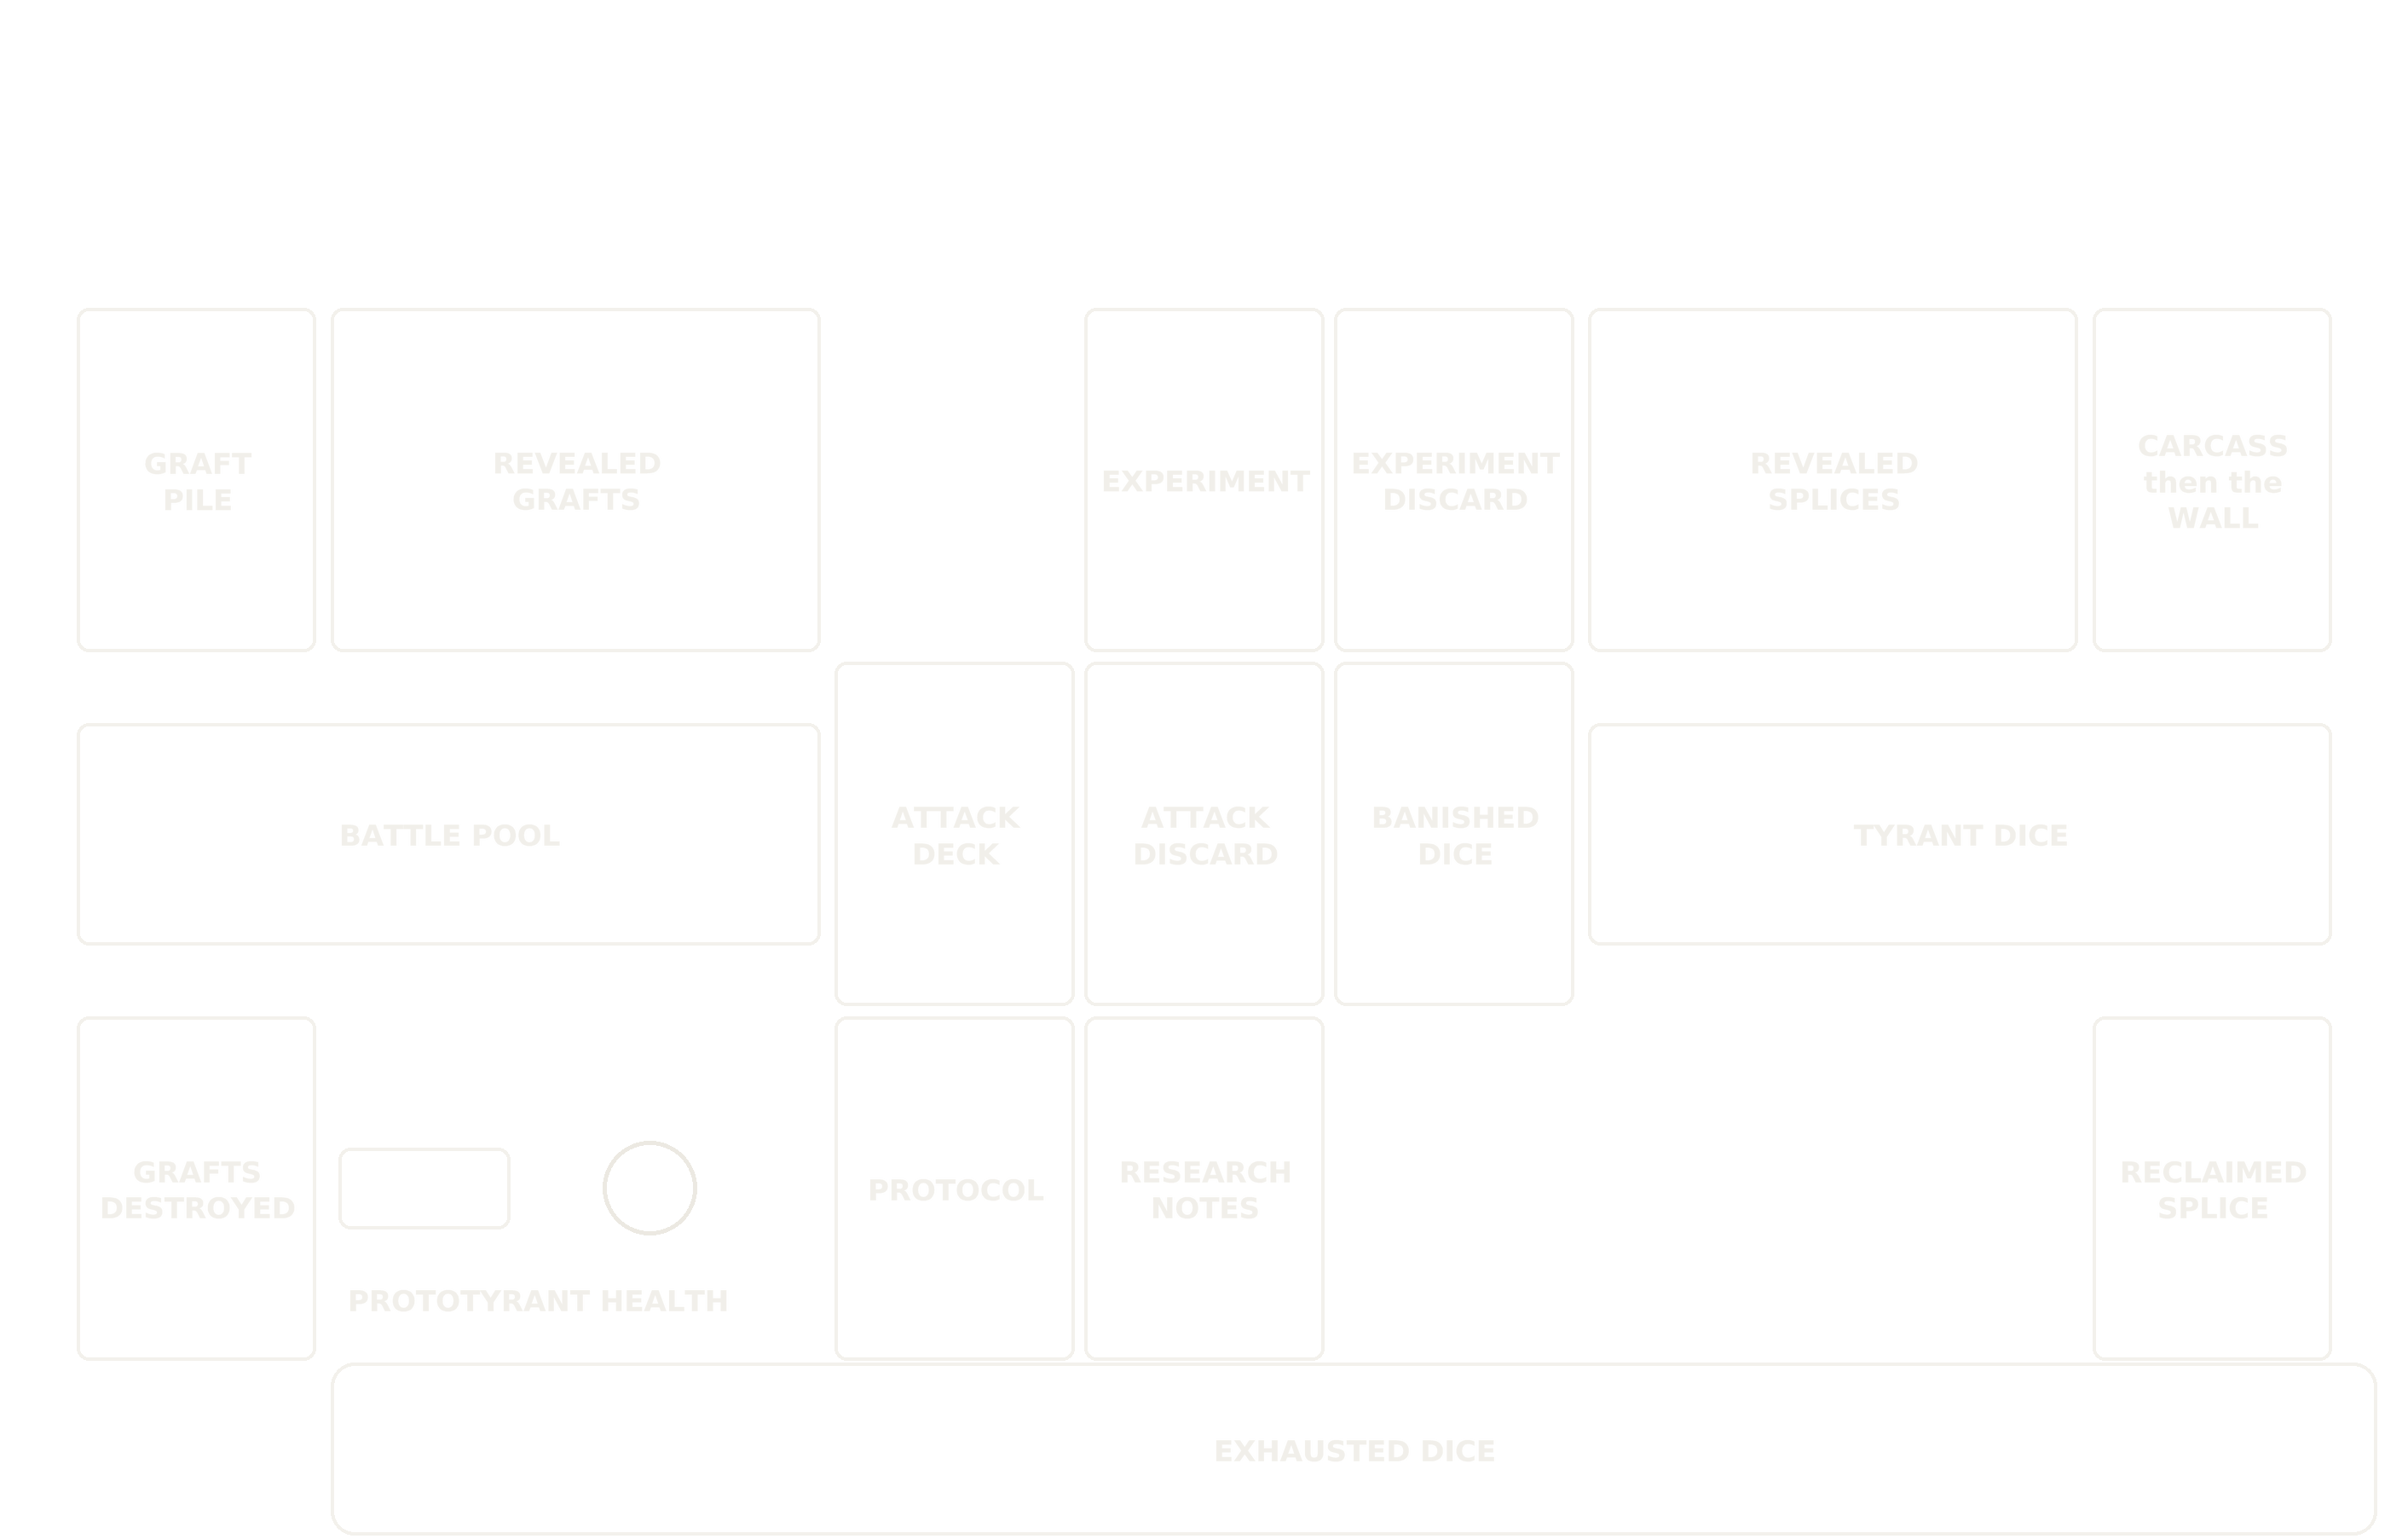 GRAFT
PILE
REVEALED
GRAFTS
EXPERIMENT
EXPERIMENT
DISCARD
REVEALED
SPLICES
CARCASS
then the
WALL
BATTLE POOL
ATTACK
DECK
ATTACK
DISCARD
BANISHED
DICE
TYRANT DICE
GRAFTS
DESTROYED
PROTOTYRANT HEALTH
PROTOCOL
RESEARCH
NOTES
RECLAIMED
SPLICE
EXHAUSTED DICE